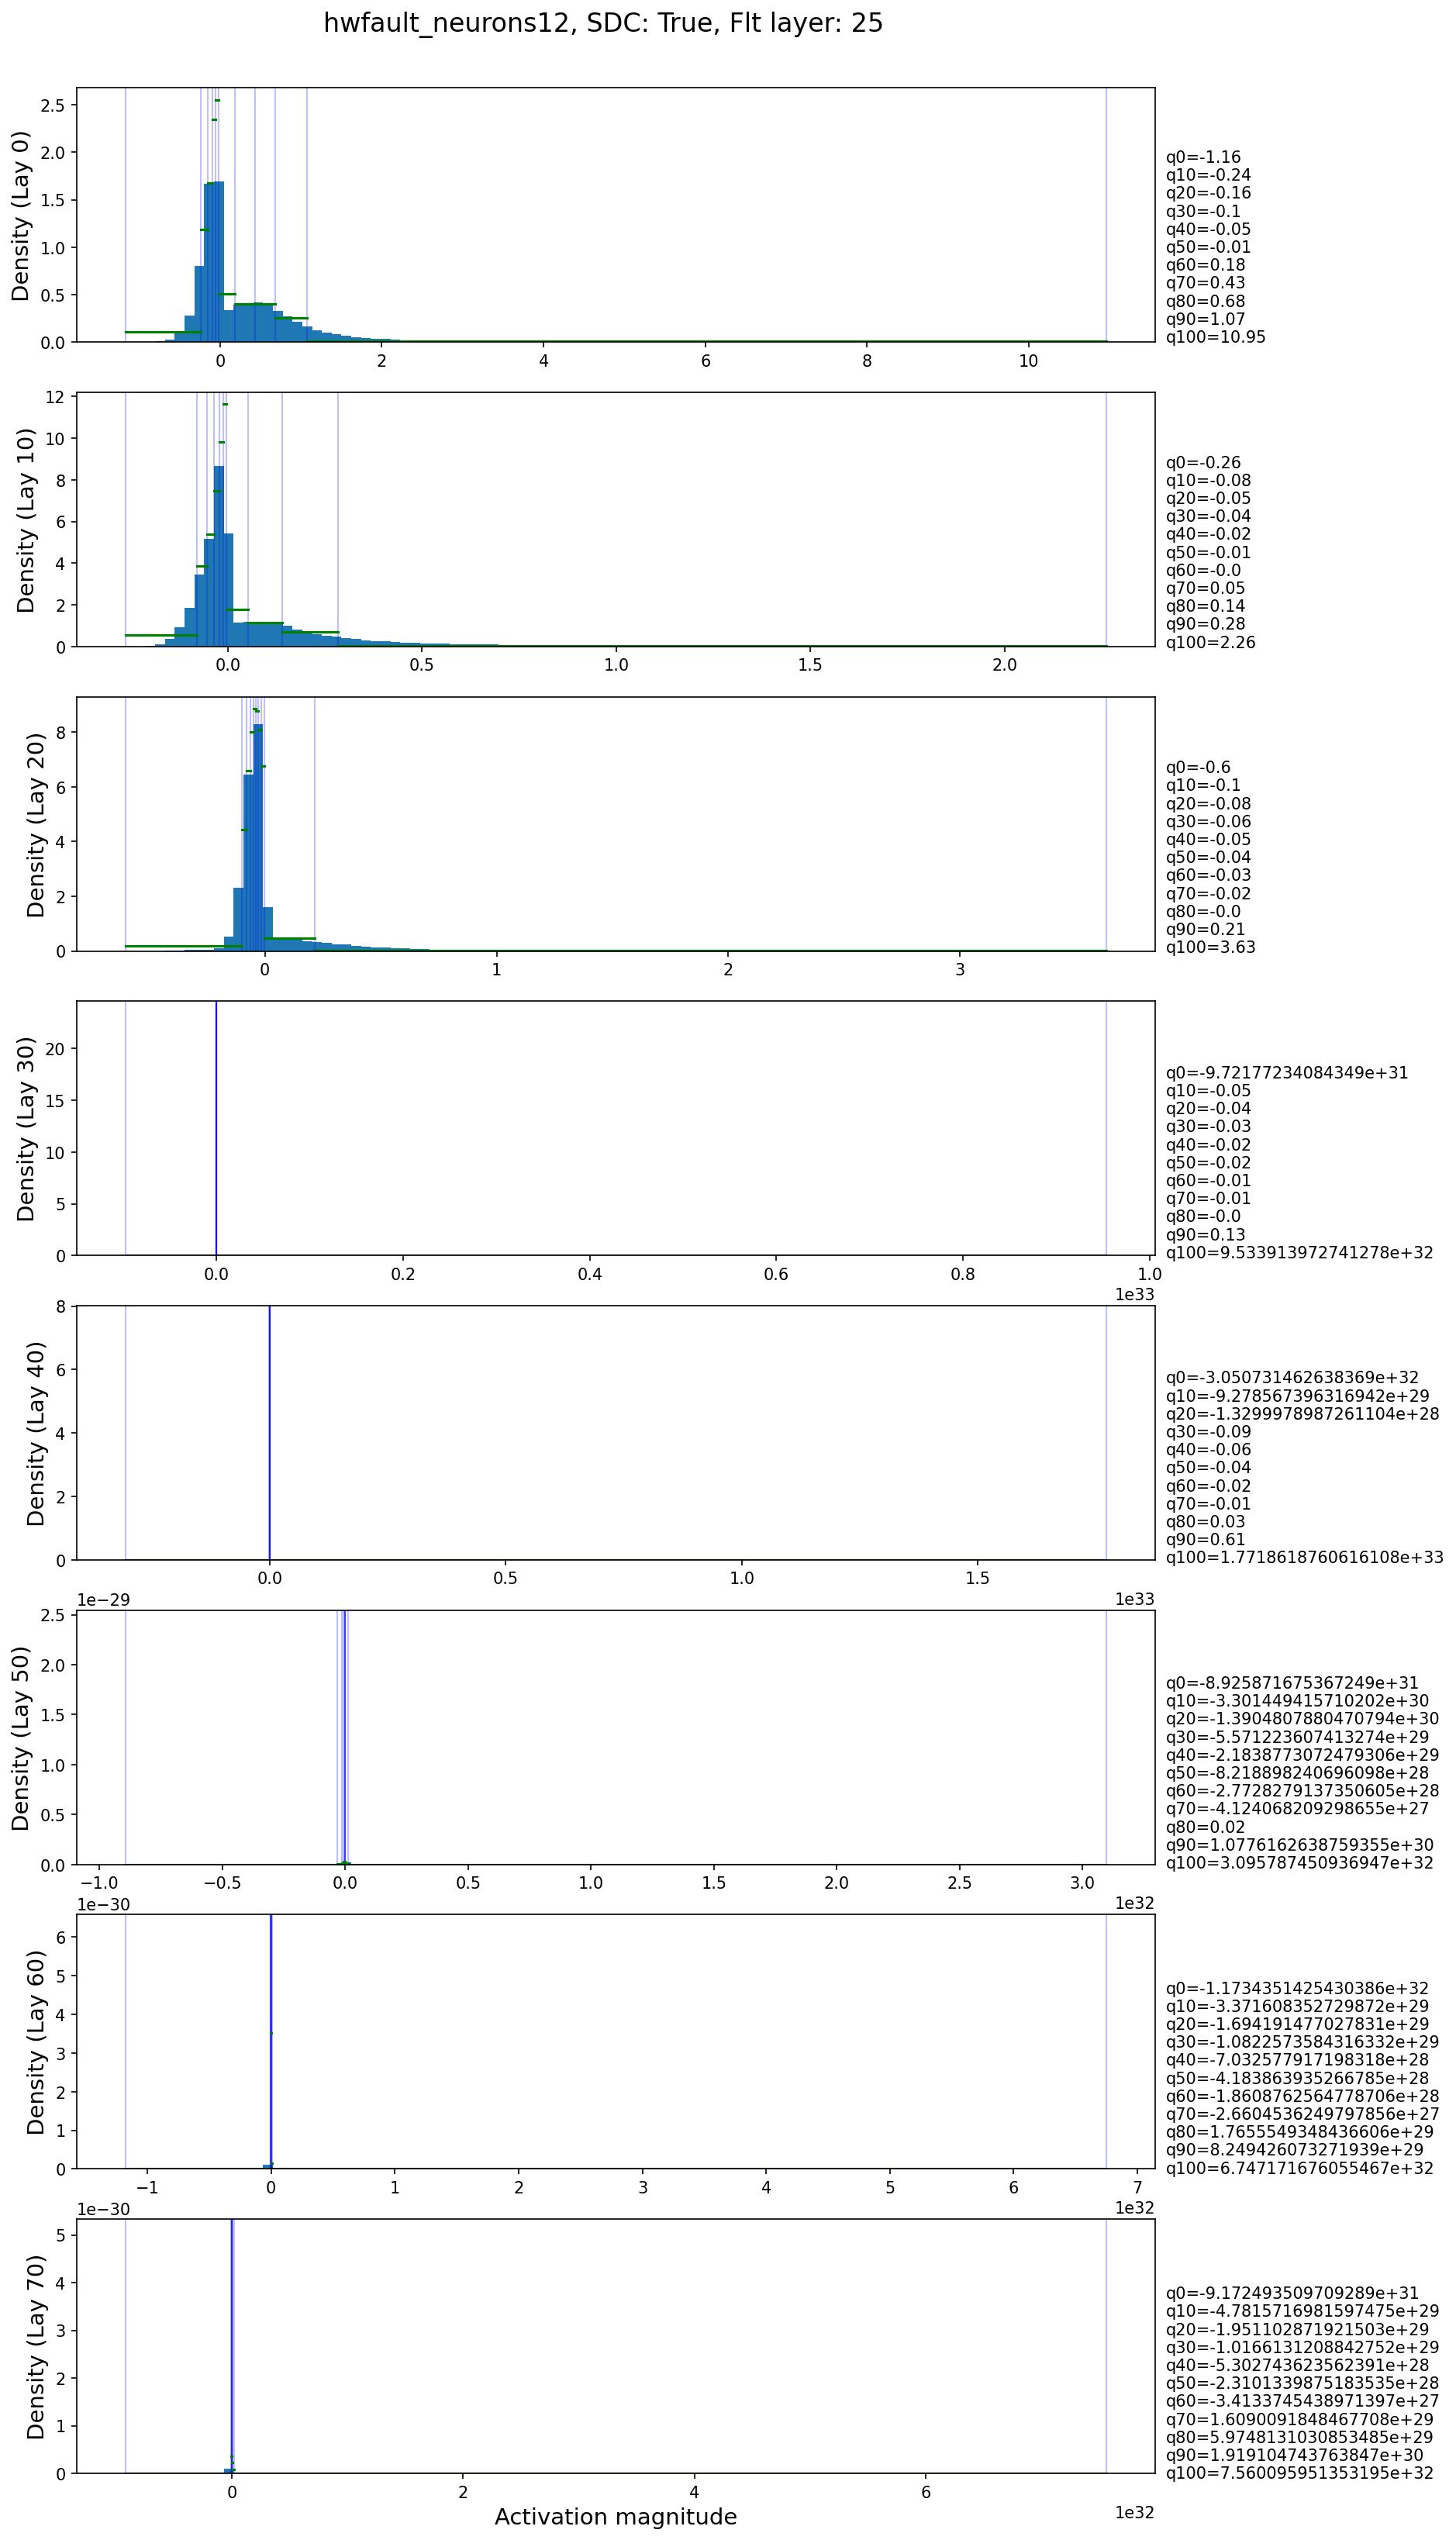 hwfault_neurons12, SDC: True, Flt layer: 25
Density (Lay 0)
2.5
2.0
1.5
1.0
0.5
0.0
0 2 4 6 8 10
q0=-1.16
q10=-0.24
q20=-0.16
q30=-0.1
q40=-0.05
q50=-0.01
q60=0.18
q70=0.43
q80=0.68
q90=1.07
q100=10.95
Density (Lay 10)
12
10
8
6
4
2
0
0.0 0.5 1.0 1.5 2.0
q0=-0.26
q10=-0.08
q20=-0.05
q30=-0.04
q40=-0.02
q50=-0.01
q60=-0.0
q70=0.05
q80=0.14
q90=0.28
q100=2.26
Density (Lay 20)
8
6
4
2
0
0 1 2 3
q0=-0.6
q10=-0.1
q20=-0.08
q30=-0.06
q40=-0.05
q50=-0.04
q60=-0.03
q70=-0.02
q80=-0.0
q90=0.21
q100=3.63
Density (Lay 30)
20
15
10
5
0
0.0 0.2 0.4 0.6 0.8 1.0
1e33
q0=-9.72177234084349e+31
q10=-0.05
q20=-0.04
q30=-0.03
q40=-0.02
q50=-0.02
q60=-0.01
q70=-0.01
q80=-0.0
q90=0.13
q100=9.533913972741278e+32
Density (Lay 40)
8
6
4
2
0
0.0 0.5 1.0 1.5
1e33
q0=-3.050731462638369e+32
q10=-9.278567396316942e+29
q20=-1.3299978987261104e+28
q30=-0.09
q40=-0.06
q50=-0.04
q60=-0.02
q70=-0.01
q80=0.03
q90=0.61
q100=1.7718618760616108e+33
1e−29
Density (Lay 50)
2.5
2.0
1.5
1.0
0.5
0.0
−1.0 −0.5 0.0 0.5 1.0 1.5 2.0 2.5 3.0
1e32
q0=-8.925871675367249e+31
q10=-3.301449415710202e+30
q20=-1.3904807880470794e+30
q30=-5.571223607413274e+29
q40=-2.1838773072479306e+29
q50=-8.218898240696098e+28
q60=-2.7728279137350605e+28
q70=-4.124068209298655e+27
q80=0.02
q90=1.0776162638759355e+30
q100=3.095787450936947e+32
1e−30
Density (Lay 60)
6
5
4
3
2
1
0
−1 0 1 2 3 4 5 6 7
1e32
q0=-1.1734351425430386e+32
q10=-3.371608352729872e+29
q20=-1.694191477027831e+29
q30=-1.0822573584316332e+29
q40=-7.032577917198318e+28
q50=-4.183863935266785e+28
q60=-1.8608762564778706e+28
q70=-2.6604536249797856e+27
q80=1.7655549348436606e+29
q90=8.249426073271939e+29
q100=6.747171676055467e+32
1e−30
Density (Lay 70)
5
4
3
2
1
0
0 2 4 6
1e32
q0=-9.172493509709289e+31
q10=-4.7815716981597475e+29
q20=-1.951102871921503e+29
q30=-1.0166131208842752e+29
q40=-5.302743623562391e+28
q50=-2.3101339875183535e+28
q60=-3.4133745438971397e+27
q70=1.6090091848467708e+29
q80=5.9748131030853485e+29
q90=1.919104743763847e+30
q100=7.560095951353195e+32
Activation magnitude